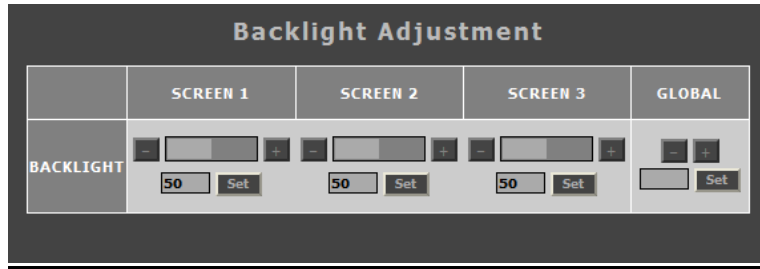 Backlight Adjustment
SCREEN 1 SCREEN 2 SCREEN 3 GLOBAL
- + - + - + - +
BACKLIGHT
50 Set 50 Set 50 Set Set